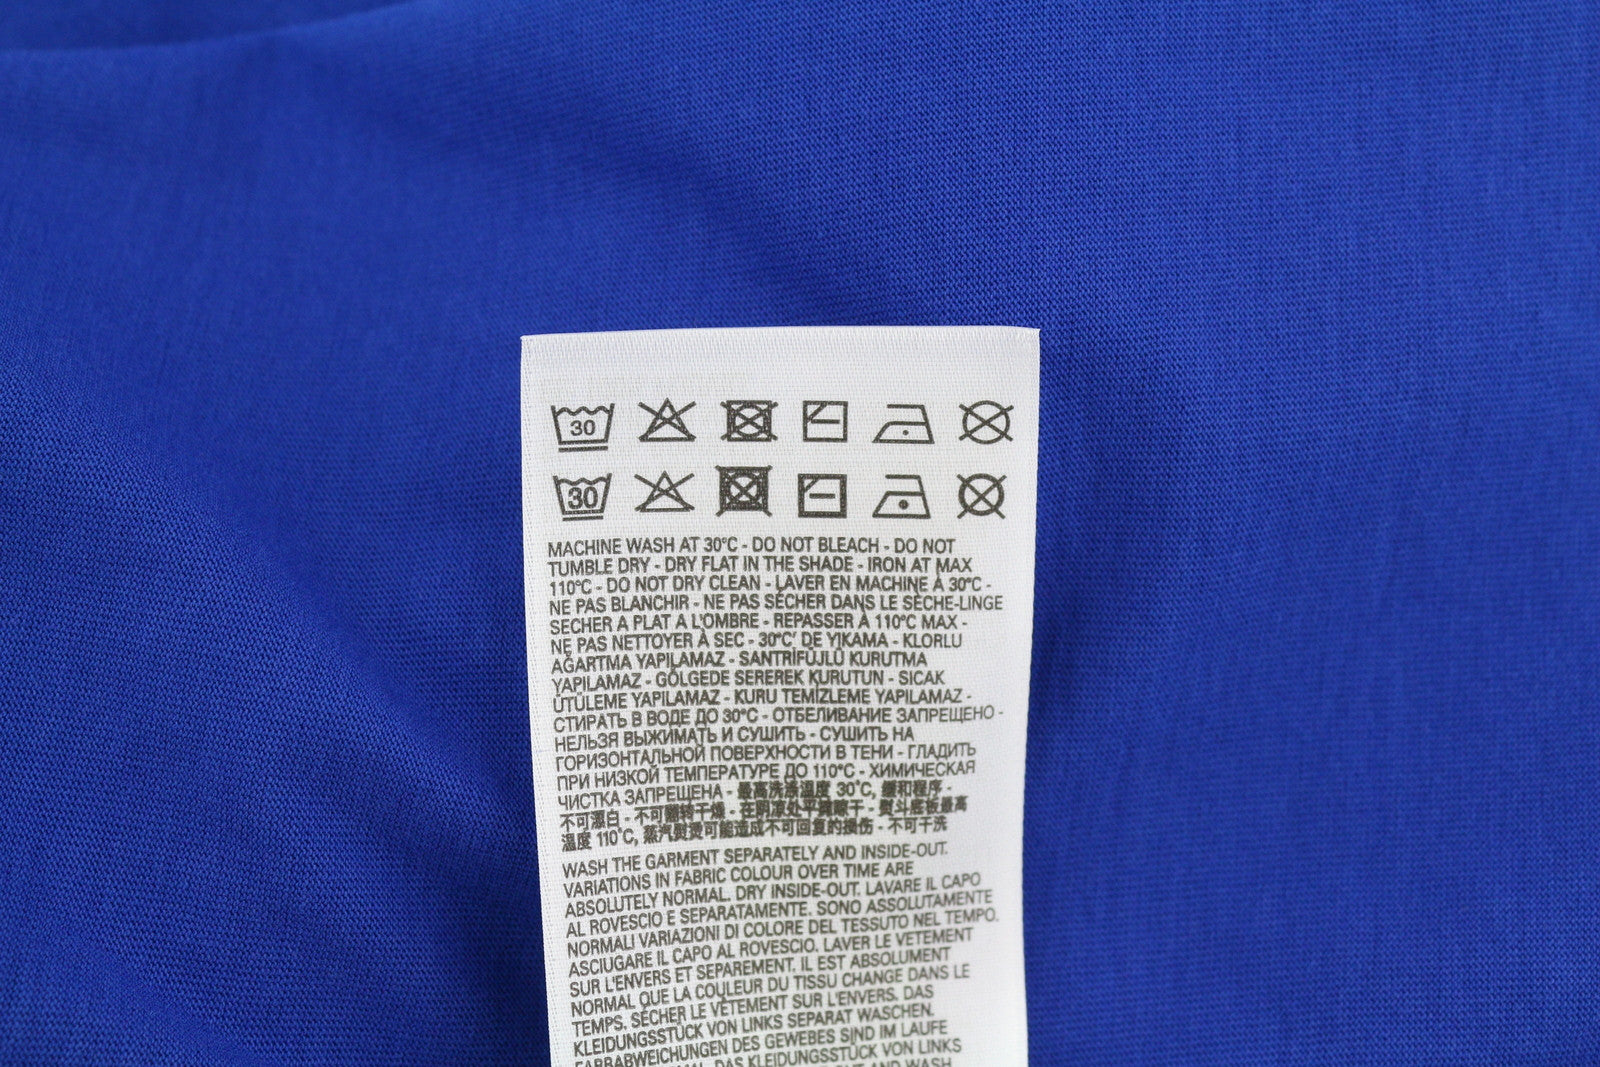 30
30
MACHINE WASH AT 30°C - DO NOT BLEACH - DO NOT
TUMBLE DRY - DRY FLAT IN THE SHADE - IRON AT MAX
110°C - DO NOT DRY CLEAN - LAVER EN MACHINE À 30°C -
NE PAS BLANCHIR - NE PAS SÉCHER DANS LE SÈCHE-LINGE
SECHER A PLAT A L'OMBRE - REPASSER À 110°C MAX -
NE PAS NETTOYER À SEC - 30°C' DE YIKAMA - KLORLU
AĞARTMA YAPILAMAZ - SANTRİFÜJLÜ KURUTMA
YAPILAMAZ - GÖLGEDE SEREREK KURUTUN - SICAK
ÜTÜLEME YAPILAMAZ - KURU TEMİZLEME YAPILAMAZ -
СТИРАТЬ В ВОДЕ ДО 30°C - ОТБЕЛИВАНИЕ ЗАПРЕЩЕНО -
НЕЛЬЗЯ ВЫЖИМАТЬ И СУШИТЬ - СУШИТЬ НА
ГОРИЗОНТАЛЬНОЙ ПОВЕРХНОСТИ В ТЕНИ - ГЛАДИТЬ
ПРИ НИЗКОЙ ТЕМПЕРАТУРЕ ДО 110°C - ХИМИЧЕСКАЯ
ЧИСТКА ЗАПРЕЩЕНА - 最高洗涤温度 30°C, 缓和程序 -
不可漂白 - 不可翻转干燥 - 在阴凉处平摊晾干 - 熨斗底板最高
温度 110°C, 蒸汽熨烫可能造成不可回复的损伤 - 不可干洗
WASH THE GARMENT SEPARATELY AND INSIDE-OUT.
VARIATIONS IN FABRIC COLOUR OVER TIME ARE
ABSOLUTELY NORMAL. DRY INSIDE-OUT. LAVARE IL CAPO
AL ROVESCIO E SEPARATAMENTE. SONO ASSOLUTAMENTE
NORMALI VARIAZIONI DI COLORE DEL TESSUTO NEL TEMPO.
ASCIUGARE IL CAPO AL ROVESCIO. LAVER LE VETEMENT
SUR L'ENVERS ET SEPAREMENT. IL EST ABSOLUMENT
NORMAL QUE LA COULEUR DU TISSU CHANGE DANS LE
TEMPS. SÉCHER LE VÊTEMENT SUR L'ENVERS. DAS
KLEIDUNGSSTÜCK VON LINKS SEPARAT WASCHEN.
FARBABWEICHUNGEN DES GEWEBES SIND IM LAUFE
DAS KLEIDUNGSSTÜCK VON LINKS
AND WASH